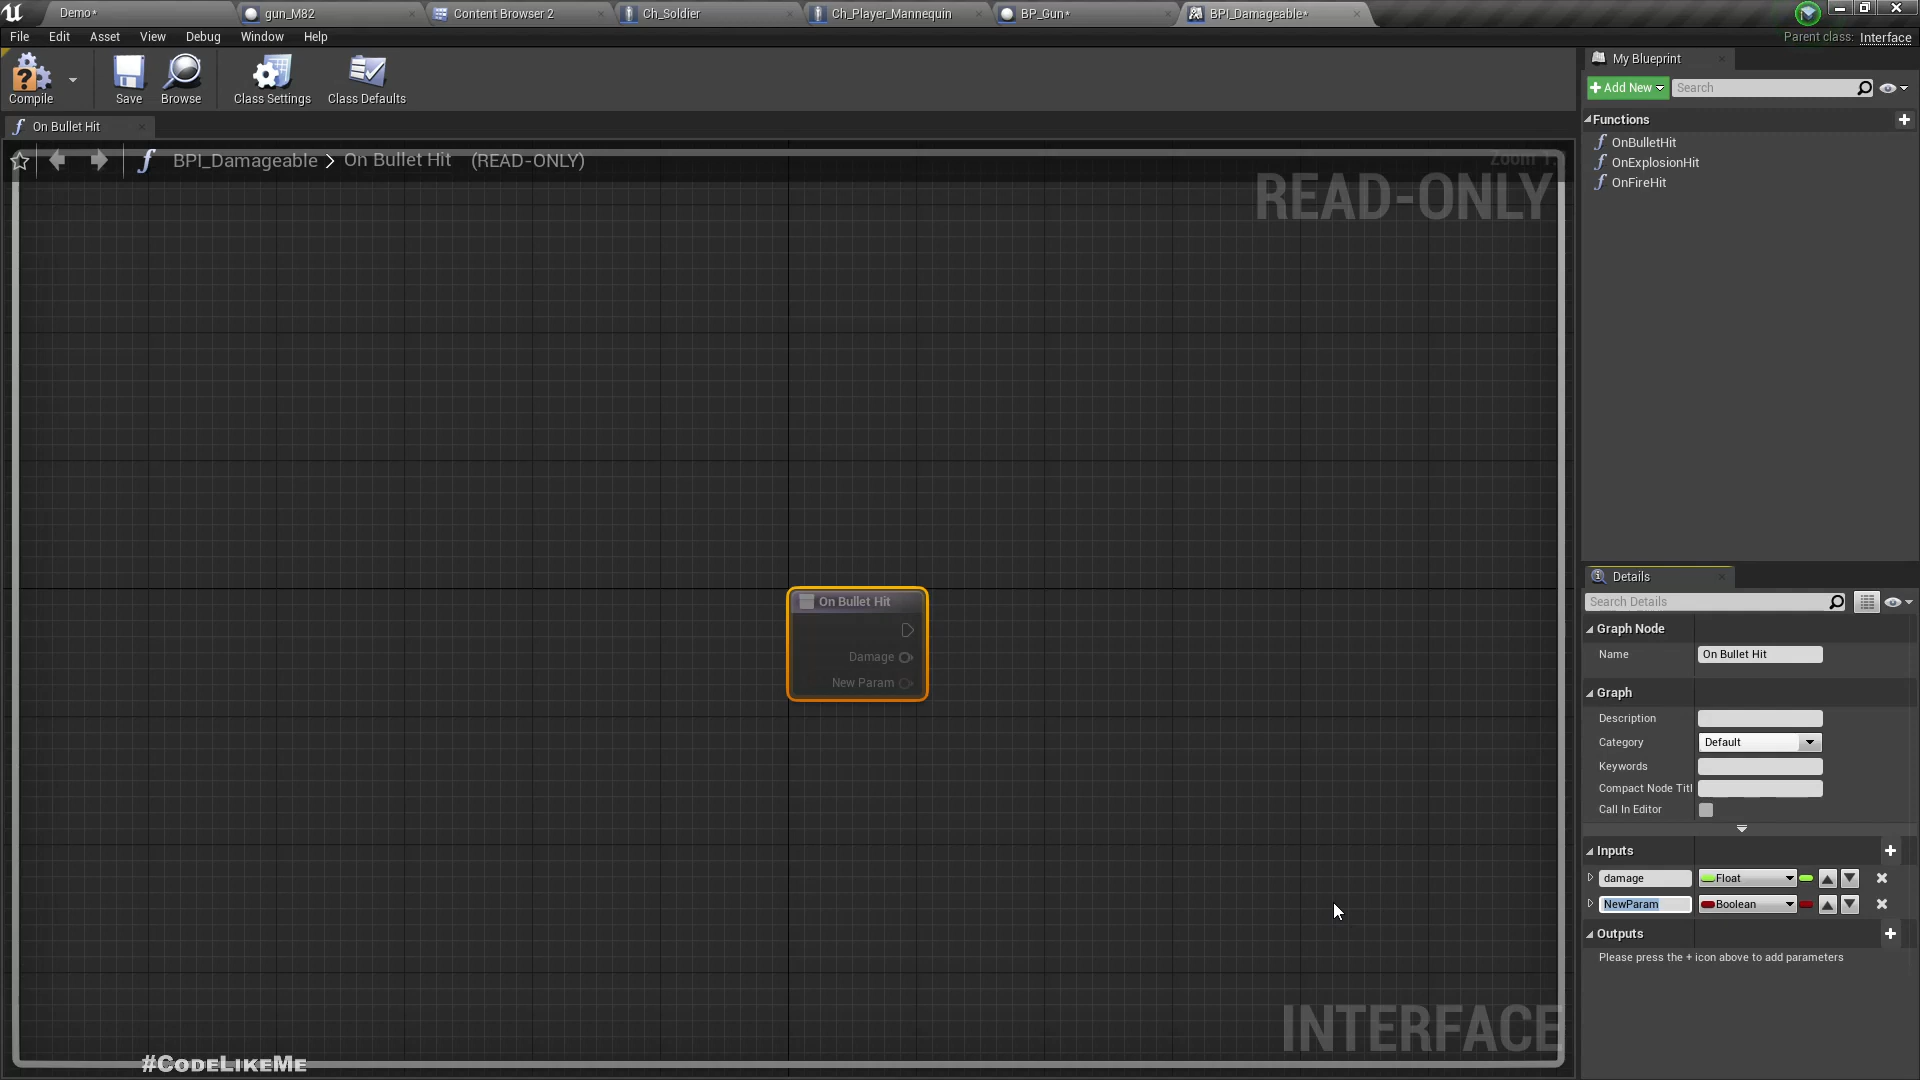 Demo*
gun_M82
Content Browser 2
Ch_Soldier
Ch_Player_Mannequin
BP_Gun*
BPI_Damageable*
File Edit Asset View Debug Window Help
Parent class: Interface
Compile
Save
Browse
Class Settings
Class Defaults
My Blueprint
Add New
Search
On Bullet Hit
BPI_Damageable > On Bullet Hit (READ-ONLY)
READ-ONLY
Functions
OnBulletHit
OnExplosionHit
OnFireHit
On Bullet Hit
Damage
New Param
Details
Search Details
Graph Node
Name On Bullet Hit
Graph
Description
Category Default
Keywords
Compact Node Titl
Call In Editor
Inputs
damage Float
NewParam Boolean
Outputs
Please press the + icon above to add parameters
INTERFACE
#CodeLikeMe